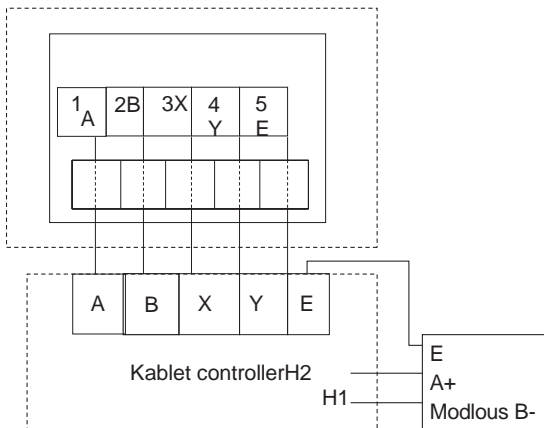 1 A 2B 3X 4 Y 5 E
A B X Y E
E
Kablet controllerH2
A+
H1
Modlous B-